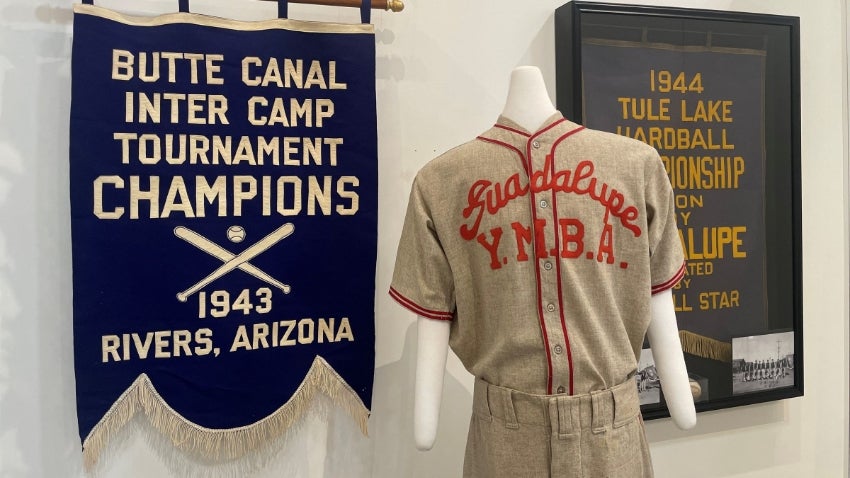 BUTTE CANAL
INTER CAMP
TOURNAMENT
CHAMPIONS
1943
RIVERS, ARIZONA
Guadalupe
Y.M.B.A.
1944
TULE LAKE
HARDBALL
PIONSHIP
ON
Y
ALUPE
ATED
BY
LL STAR